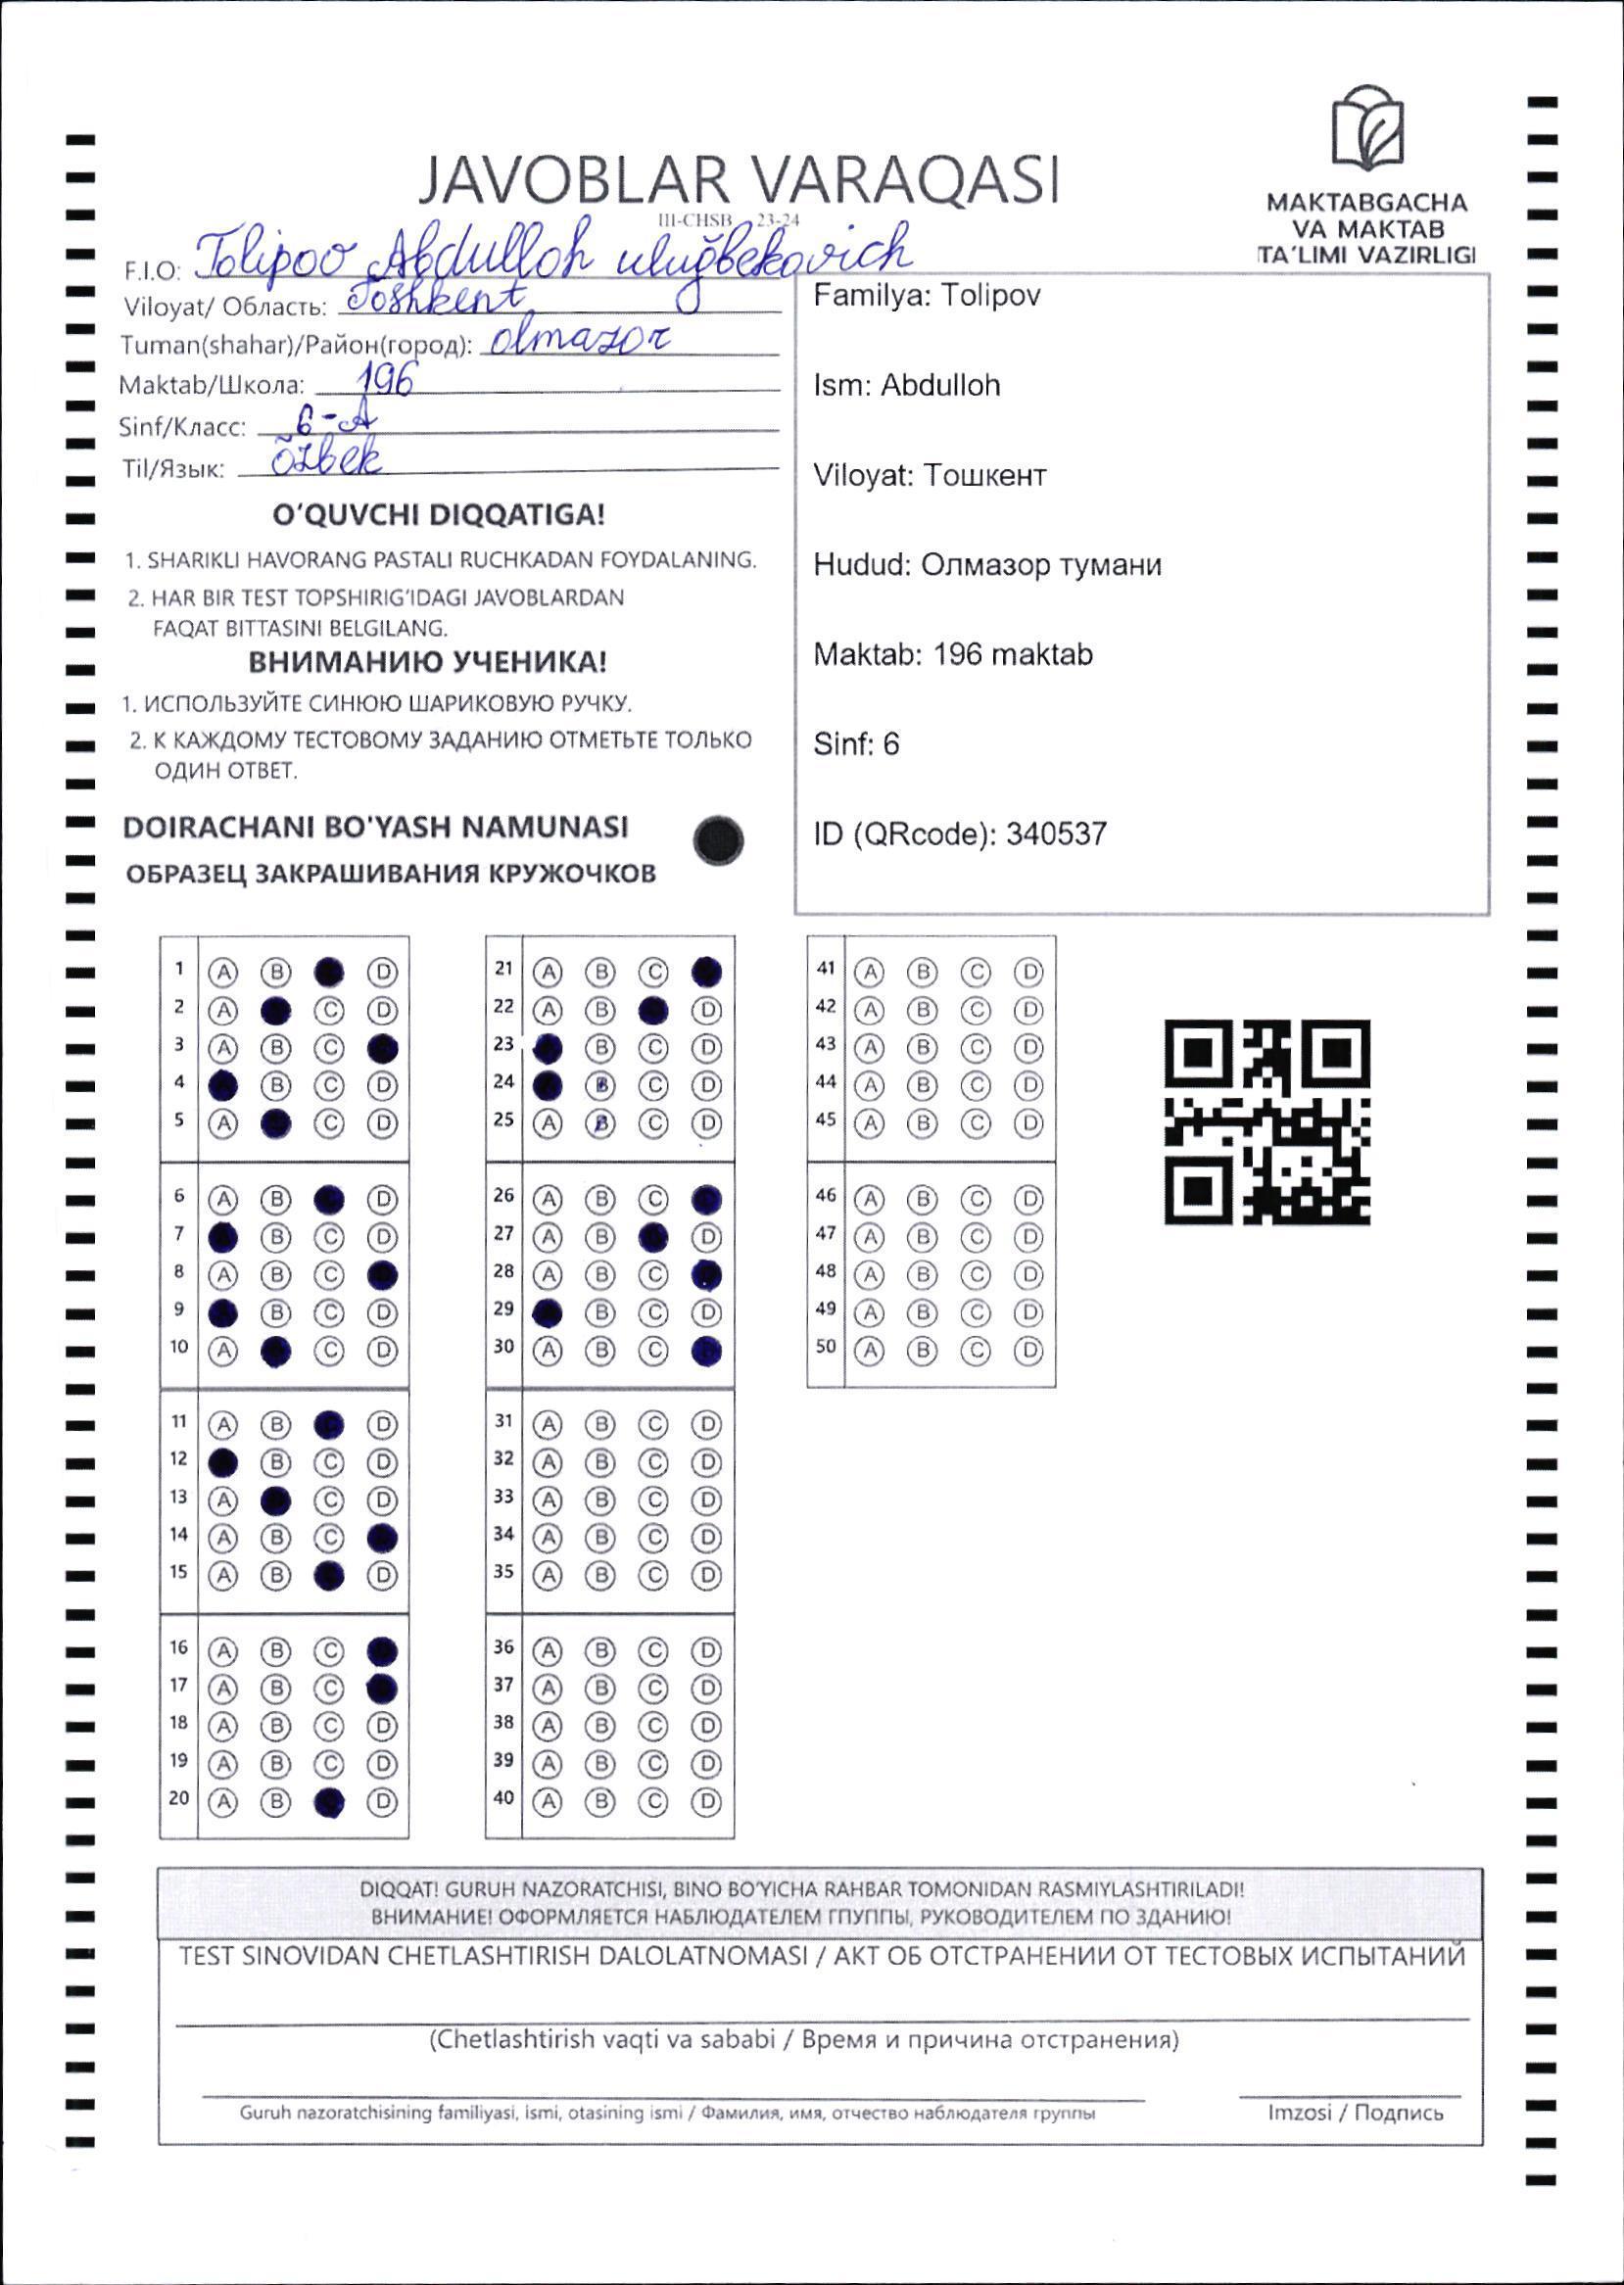 JAVOBLAR VARAQASI
III-CHSB 23-24
MAKTABGACHA
VA MAKTAB
TA'LIMI VAZIRLIGI
F.I.O: Tolipov Abdulloh uluğbekovich
Viloyat/ Область: Toshkent
Tuman(shahar)/Район(город): olmazor
Maktab/Школа: 196
Sinf/Класс: 6-A
Til/Язык: õzbek
O'QUVCHI DIQQATIGA!
1. SHARIKLI HAVORANG PASTALI RUCHKADAN FOYDALANING.
2. HAR BIR TEST TOPSHIRIG'IDAGI JAVOBLARDAN
FAQAT BITTASINI BELGILANG.
ВНИМАНИЮ УЧЕНИКА!
1. ИСПОЛЬЗУЙТЕ СИНЮЮ ШАРИКОВУЮ РУЧКУ.
2. К КАЖДОМУ ТЕСТОВОМУ ЗАДАНИЮ ОТМЕТЬТЕ ТОЛЬКО
ОДИН ОТВЕТ.
DOIRACHANI BO'YASH NAMUNASI
ОБРАЗЕЦ ЗАКРАШИВАНИЯ КРУЖОЧКОВ
Familya: Tolipov
Ism: Abdulloh
Viloyat: Тошкент
Hudud: Олмазор тумани
Maktab: 196 maktab
Sinf: 6
ID (QRcode): 340537
1 A B D
2 A C D
3 A B C
4 B C D
5 A C D
6 A B D
7 B C D
8 A B C
9 B C D
10 A C D
11 A B D
12 B C D
13 A C D
14 A B C
15 A B D
16 A B C
17 A B C
18 A B C D
19 A B C D
20 A B D
21 A B C
22 A B D
23 B C D
24 B C D
25 A B C D
26 A B C
27 A B D
28 A B C
29 B C D
30 A B C
31 A B C D
32 A B C D
33 A B C D
34 A B C D
35 A B C D
36 A B C D
37 A B C D
38 A B C D
39 A B C D
40 A B C D
41 A B C D
42 A B C D
43 A B C D
44 A B C D
45 A B C D
46 A B C D
47 A B C D
48 A B C D
49 A B C D
50 A B C D
DIQQAT! GURUH NAZORATCHISI, BINO BO'YICHA RAHBAR TOMONIDAN RASMIYLASHTIRILADI!
ВНИМАНИЕ! ОФОРМЛЯЕТСЯ НАБЛЮДАТЕЛЕМ ГПУППЫ, РУКОВОДИТЕЛЕМ ПО ЗДАНИЮ!
TEST SINOVIDAN CHETLASHTIRISH DALOLATNOMASI / АКТ ОБ ОТСТРАНЕНИИ ОТ ТЕСТОВЫХ ИСПЫТАНИЙ
(Chetlashtirish vaqti va sababi / Время и причина отстранения)
Guruh nazoratchisining familiyasi, ismi, otasining ismi / Фамилия, имя, отчество наблюдателя группы
Imzosi / Подпись